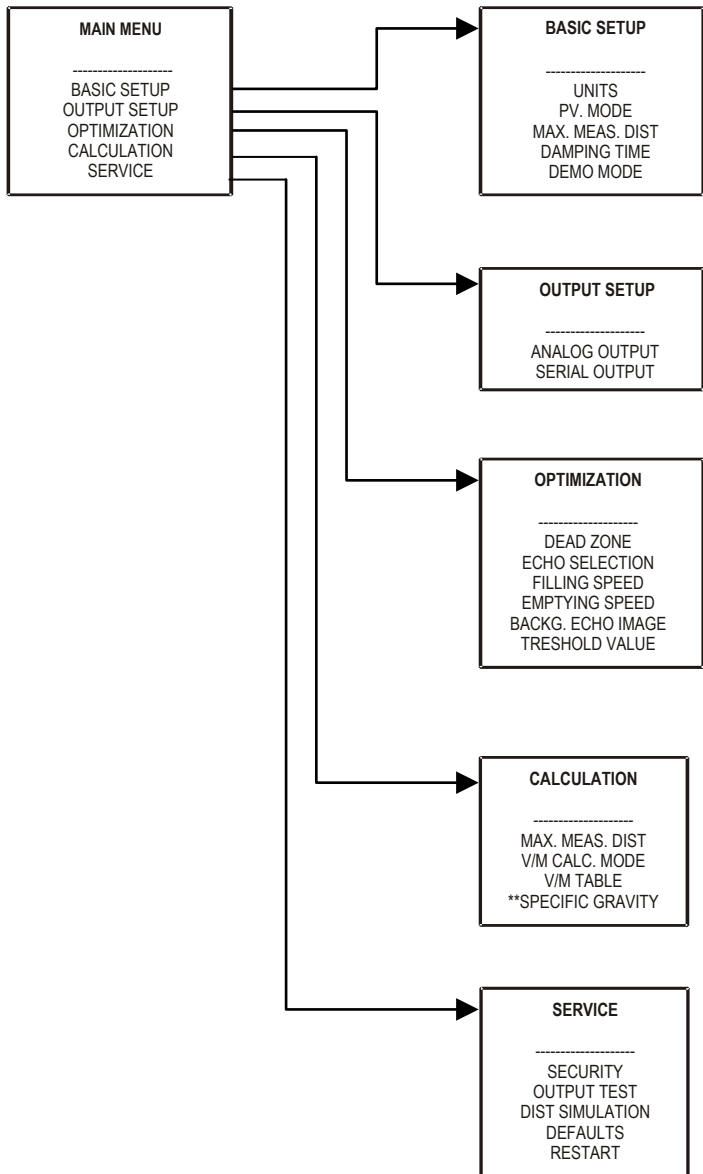 MAIN MENU
--------------------
BASIC SETUP
OUTPUT SETUP
OPTIMIZATION
CALCULATION
SERVICE
BASIC SETUP
--------------------
UNITS
PV. MODE
MAX. MEAS. DIST
DAMPING TIME
DEMO MODE
OUTPUT SETUP
--------------------
ANALOG OUTPUT
SERIAL OUTPUT
OPTIMIZATION
--------------------
DEAD ZONE
ECHO SELECTION
FILLING SPEED
EMPTYING SPEED
BACKG. ECHO IMAGE
TRESHOLD VALUE
CALCULATION
--------------------
MAX. MEAS. DIST
V/M CALC. MODE
V/M TABLE
**SPECIFIC GRAVITY
SERVICE
--------------------
SECURITY
OUTPUT TEST
DIST SIMULATION
DEFAULTS
RESTART